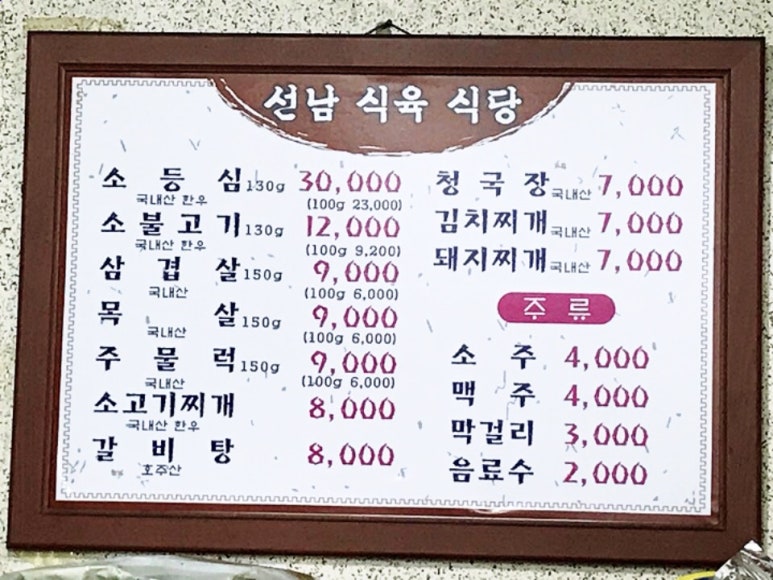 선남 식육 식당
소 등 심 130g 30,000
국내산 한우 (100g 23,000)
소 불 고 기 130g 12,000
국내산 한우 (100g 9,200)
삼 겹 살 150g 9,000
국내산 (100g 6,000)
목 살 150g 9,000
국내산 (100g 6,000)
주 물 럭 150g 9,000
국내산 (100g 6,000)
소고기찌개 8,000
국내산 한우
갈 비 탕 8,000
호주산
청 국 장 국내산 7,000
김치찌개 국내산 7,000
돼지찌개 국내산 7,000
주 류
소 주 4,000
맥 주 4,000
막걸리 3,000
음료수 2,000